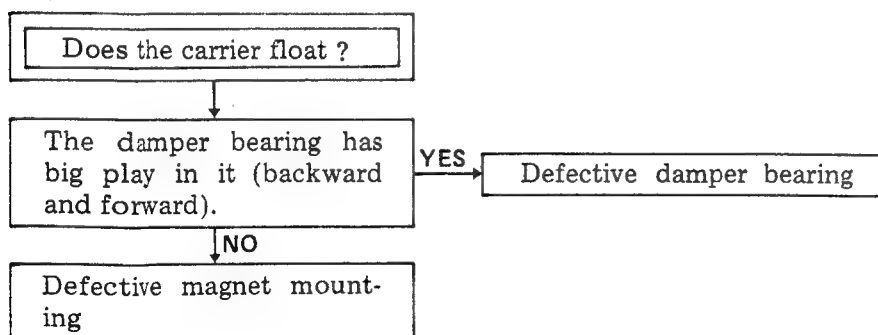 Does the carrier float ?
The damper bearing has
big play in it (backward
and forward).
YES
Defective damper bearing
NO
Defective magnet mount-
ing